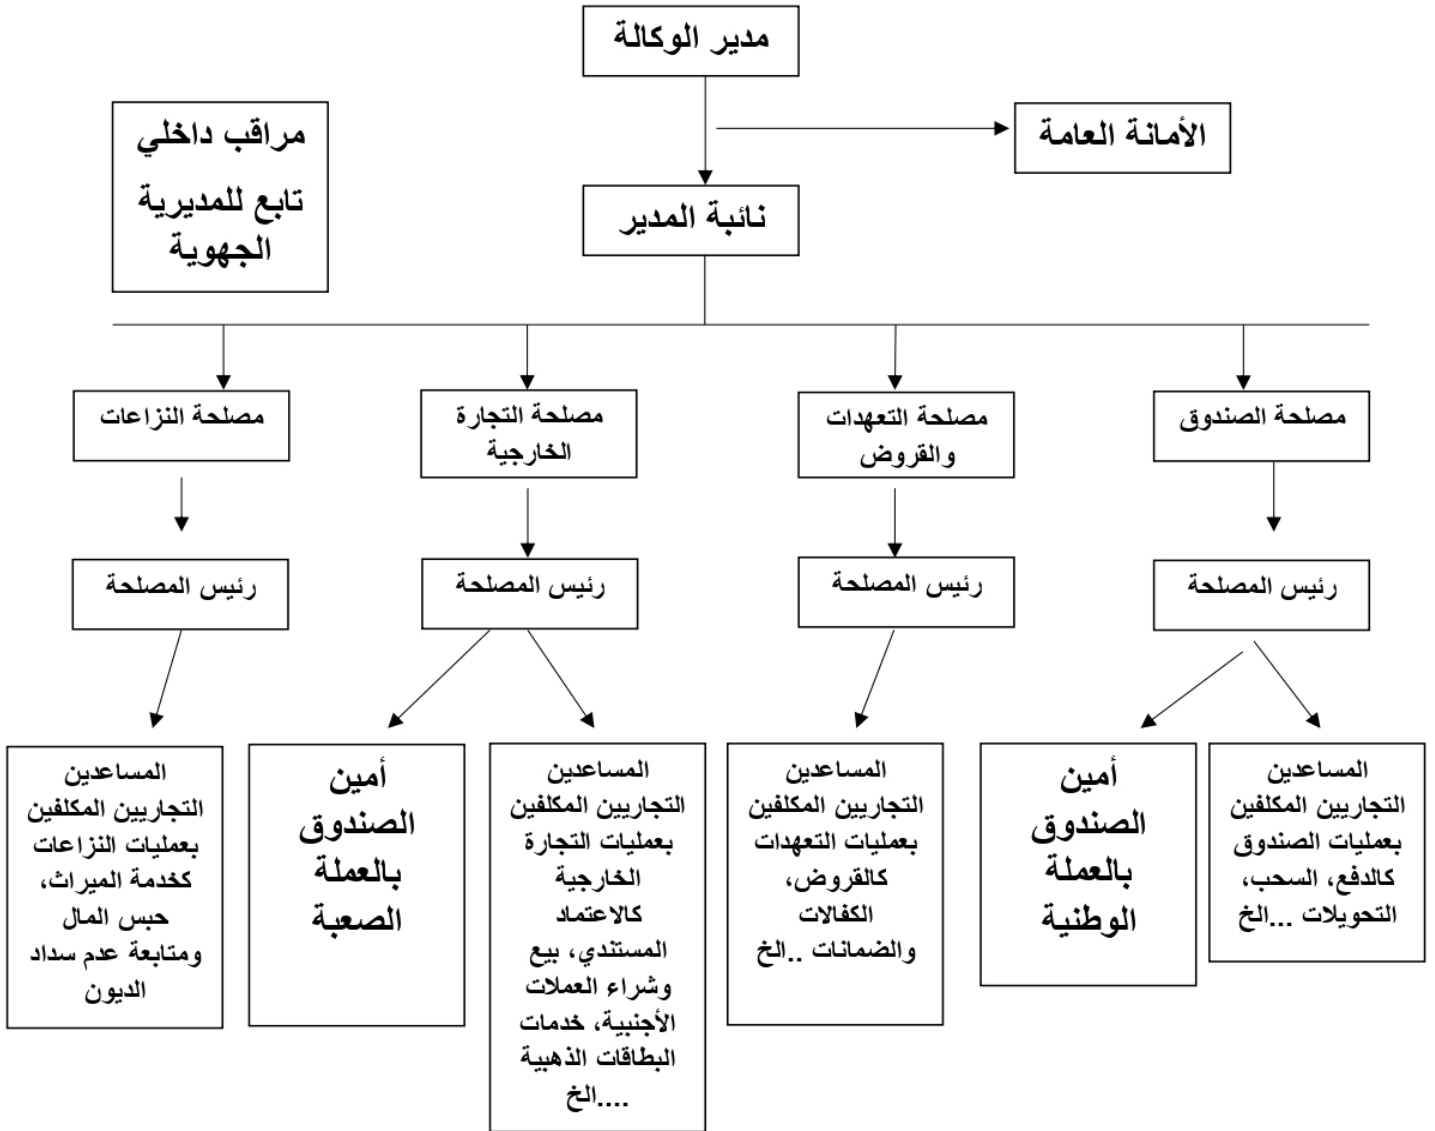 مدير الوكالة
الأمانة العامة
مراقب داخلي
تابع للمديرية
الجهوية
نائبة المدير
مصلحة الصندوق
مصلحة التعهدات
والقروض
مصلحة التجارة
الخارجية
مصلحة النزاعات
رئيس المصلحة
رئيس المصلحة
رئيس المصلحة
رئيس المصلحة
المساعدين
التجاريين المكلفين
بعمليات الصندوق
كالدفع، السحب،
التحويلات ...الخ
أمين
الصندوق
بالعملة
الوطنية
المساعدين
التجاريين المكلفين
بعمليات التعهدات
كالقروض،
الكفالات
والضمانات ..الخ
المساعدين
التجاريين المكلفين
بعمليات التجارة
الخارجية
كالاعتماد
المستندي، بيع
وشراء العملات
الأجنبية، خدمات
البطاقات الذهبية
....الخ
أمين
الصندوق
بالعملة
الصعبة
المساعدين
التجاريين المكلفين
بعمليات النزاعات
كخدمة الميراث،
حبس المال
ومتابعة عدم سداد
الديون